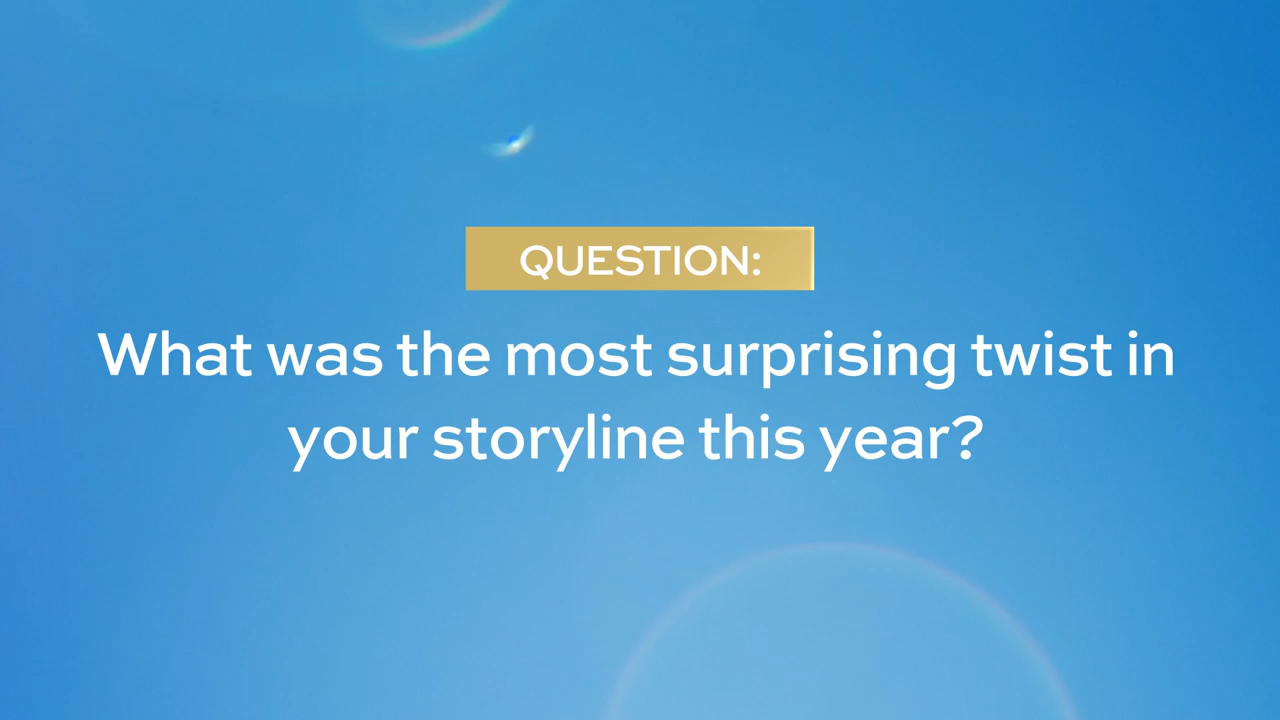 QUESTION:
What was the most surprising twist in
your storyline this year?